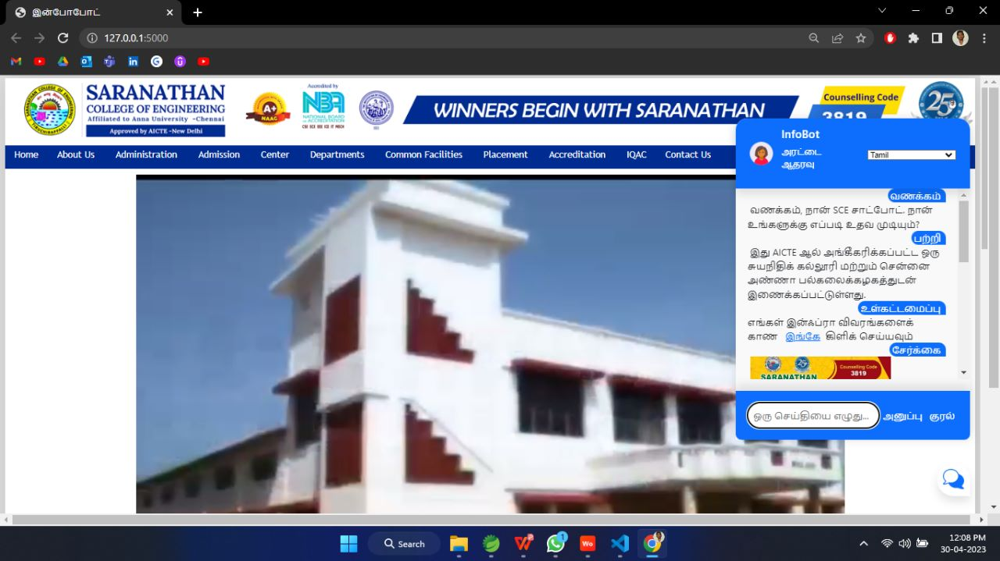 இன்போபோட்
127.0.0.1:5000
SARANATHAN
COLLEGE OF ENGINEERING
Affiliated to Anna University -Chennai
Approved by AICTE -New Delhi
A+
NAAC
Accredited by
NBA
NATIONAL BOARD
of ACCREDITATION
CSE ECE EEE ICE IT MECH
WINNERS BEGIN WITH SARANATHAN
Counselling Code
3819
25
Home About Us Administration Admission Center Departments Common Facilities Placement Accreditation IQAC Contact Us
InfoBot
அரட்டை
ஆதரவு
Tamil
வணக்கம்
வணக்கம், நான் SCE சாட்போட். நான்
உங்களுக்கு எப்படி உதவ முடியும்?
பற்றி
இது AICTE ஆல் அங்கீகரிக்கப்பட்ட ஒரு
சுயநிதிக் கல்லூரி மற்றும் சென்னை
அண்ணா பல்கலைக்கழகத்துடன்
இணைக்கப்பட்டுள்ளது.
உள்கட்டமைப்பு
எங்கள் இன்ஃப்ரா விவரங்களைக்
காண இங்கே கிளிக் செய்யவும்
சேர்க்கை
25
Counselling Code
3819
SARANATHAN
ஒரு செய்தியை எழுது... அனுப்பு குரல்
Search
1
Wo
12:08 PM
30-04-2023